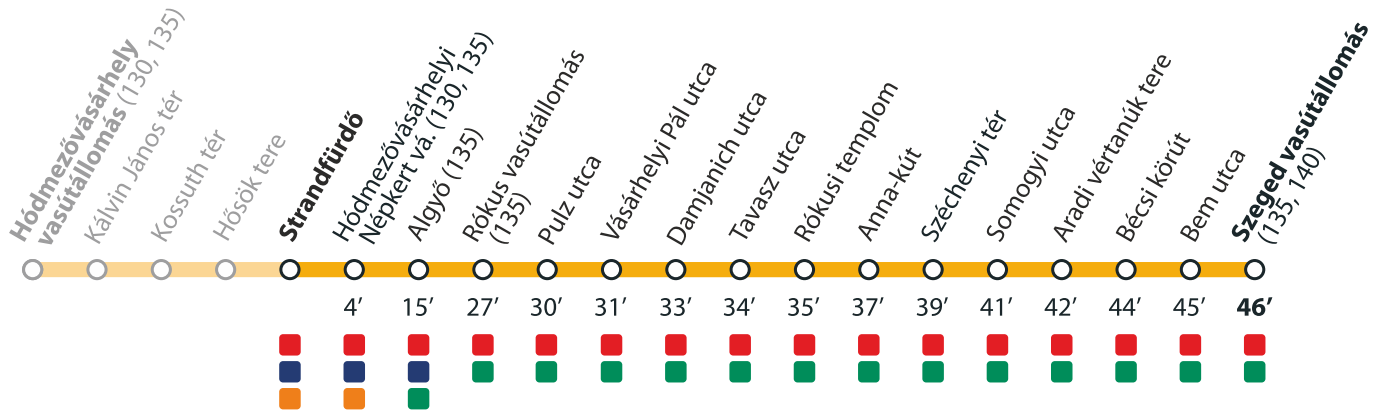 Hódmezővásárhely
vasútállomás (130, 135)
Kálvin János tér
Kossuth tér
Hősök tere
Strandfürdő
Hódmezővásárhelyi
Népkert vá. (130, 135)
Algyő (135)
Rókus vasútállomás
(135)
Pulz utca
Vásárhelyi Pál utca
Damjanich utca
Tavasz utca
Rókusi templom
Anna-kút
Széchenyi tér
Somogyi utca
Aradi vértanúk tere
Bécsi körút
Bem utca
Szeged vasútállomás
(135, 140)
4’ 15’ 27’ 30’ 31’ 33’ 34’ 35’ 37’ 39’ 41’ 42’ 44’ 45’ 46’